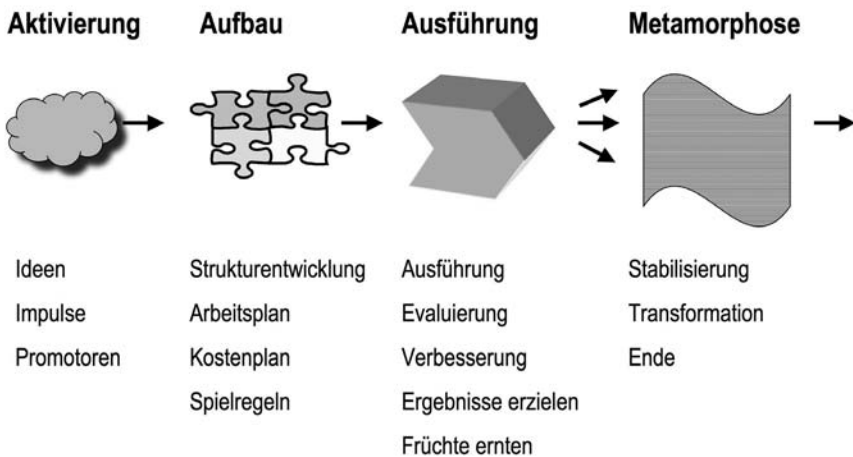 Aktivierung
Aufbau
Ausführung
Metamorphose
Ideen
Impulse
Promotoren
Strukturentwicklung
Arbeitsplan
Kostenplan
Spielregeln
Ausführung
Evaluierung
Verbesserung
Ergebnisse erzielen
Früchte ernten
Stabilisierung
Transformation
Ende